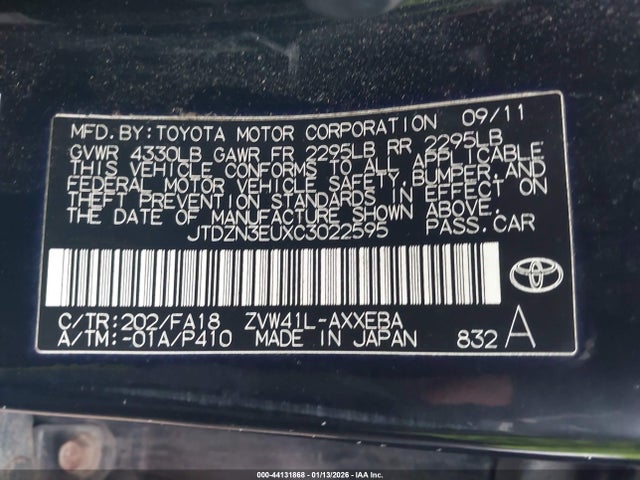 MFD. BY: TOYOTA MOTOR CORPORATION 09/11
GVWR 4330LB GAWR FR 2295LB RR 2295LB
THIS VEHICLE CONFORMS TO ALL APPLICABLE
FEDERAL MOTOR VEHICLE SAFETY, BUMPER, AND
THEFT PREVENTION STANDARDS IN EFFECT ON
THE DATE OF MANUFACTURE SHOWN ABOVE.
JTDZN3EUXC3022595 PASS. CAR
C/TR: 202/FA18 ZVW41L-AXXEBA
A/TM: -01A/P410 MADE IN JAPAN 832 A
000-44131868 - 01/13/2026 - IAA Inc.